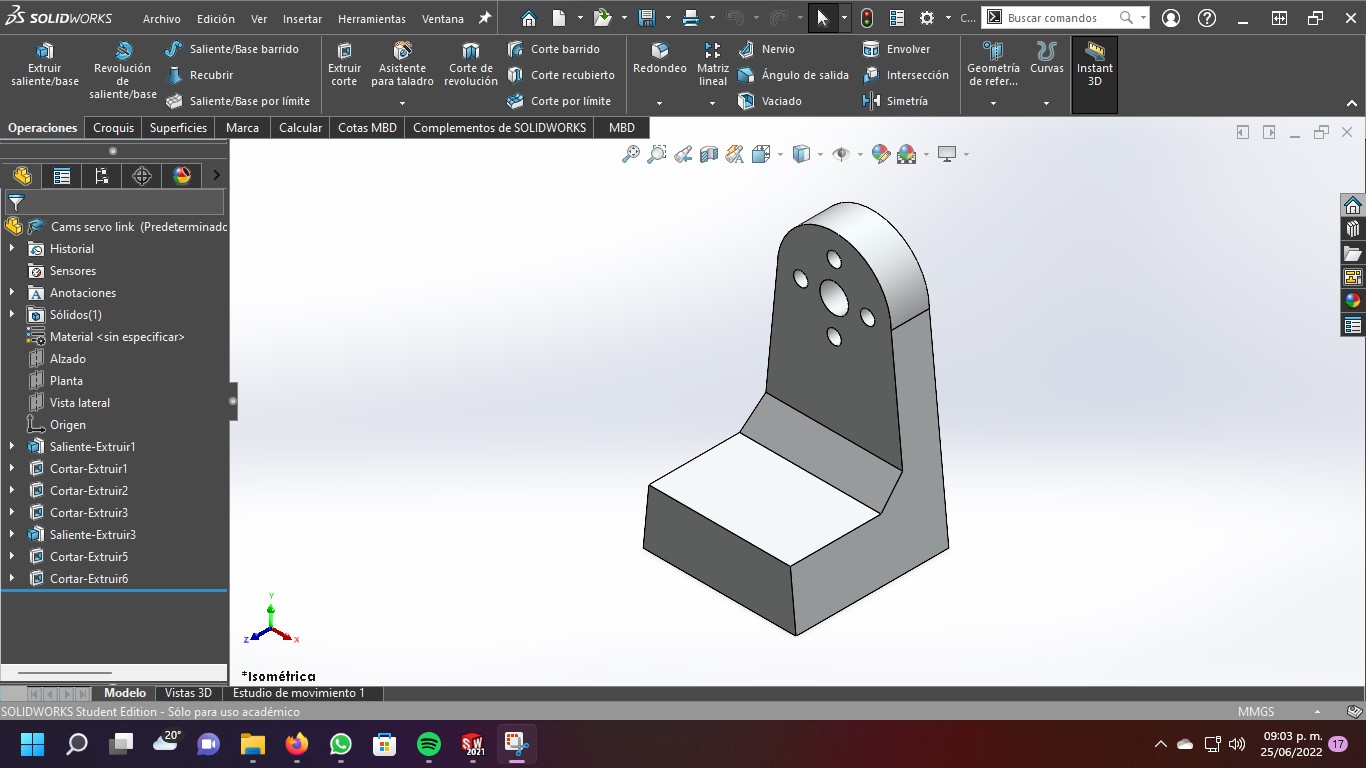 SOLIDWORKS
Archivo Edición Ver Insertar Herramientas Ventana
C...
Buscar comandos
Extruir saliente/base
Revolución de saliente/base
Saliente/Base barrido
Recubrir
Saliente/Base por límite
Extruir corte
Asistente para taladro
Corte de revolución
Corte barrido
Corte recubierto
Corte por límite
Redondeo
Matriz lineal
Nervio
Ángulo de salida
Vaciado
Envolver
Intersección
Simetría
Geometría de refer...
Curvas
Instant 3D
Operaciones Croquis Superficies Marca Calcular Cotas MBD Complementos de SOLIDWORKS MBD
Cams servo link (Predeterminado
Historial
Sensores
A Anotaciones
Sólidos(1)
Material <sin especificar>
Alzado
Planta
Vista lateral
Origen
Saliente-Extruir1
Cortar-Extruir1
Cortar-Extruir2
Cortar-Extruir3
Saliente-Extruir3
Cortar-Extruir5
Cortar-Extruir6
Y
Z X
*Isométrica
Modelo Vistas 3D Estudio de movimiento 1
SOLIDWORKS Student Edition - Sólo para uso académico
MMGS
20°
SW 2021
09:03 p. m.
25/06/2022
17